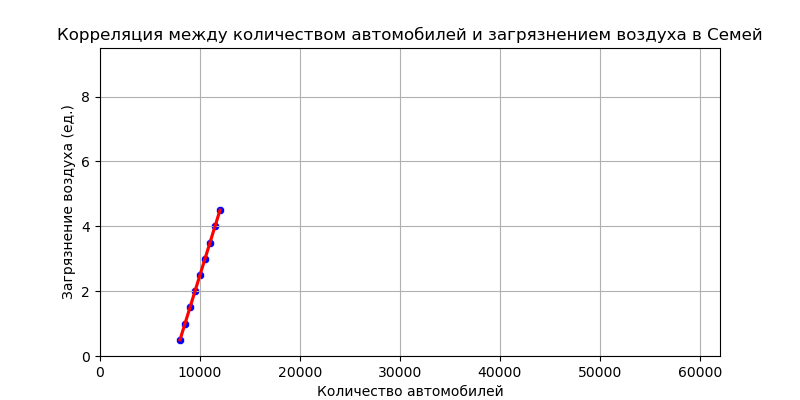 Корреляция между количеством автомобилей и загрязнением воздуха в Семей
Загрязнение воздуха (ед.)
8
6
4
2
0
0 10000 20000 30000 40000 50000 60000
Количество автомобилей